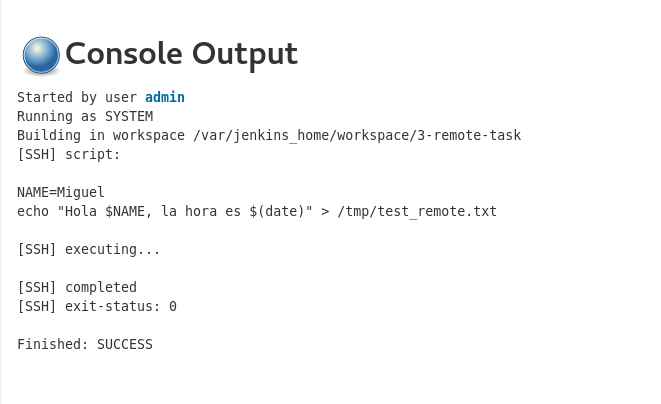 Console Output
Started by user admin
Running as SYSTEM
Building in workspace /var/jenkins_home/workspace/3-remote-task
[SSH] script:
NAME=Miguel
echo "Hola $NAME, la hora es $(date)" > /tmp/test_remote.txt
[SSH] executing...
[SSH] completed
[SSH] exit-status: 0
Finished: SUCCESS